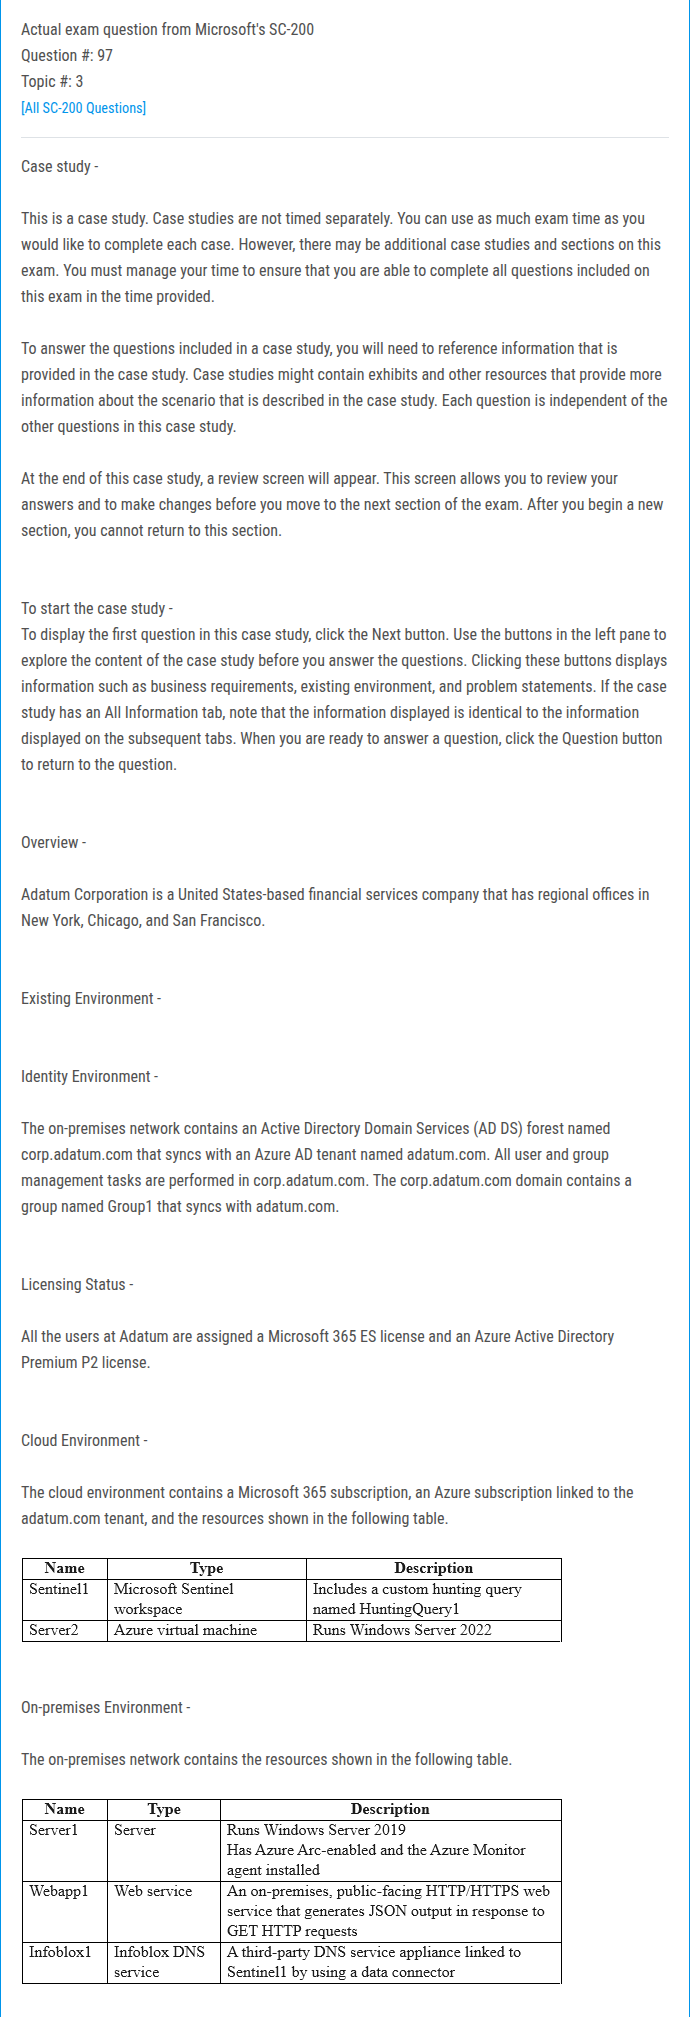 Actual exam question from Microsoft's SC-200
Question #: 97
Topic #: 3
[All SC-200 Questions]
Case study -
This is a case study. Case studies are not timed separately. You can use as much exam time as you
would like to complete each case. However, there may be additional case studies and sections on this
exam. You must manage your time to ensure that you are able to complete all questions included on
this exam in the time provided.
To answer the questions included in a case study, you will need to reference information that is
provided in the case study. Case studies might contain exhibits and other resources that provide more
information about the scenario that is described in the case study. Each question is independent of the
other questions in this case study.
At the end of this case study, a review screen will appear. This screen allows you to review your
answers and to make changes before you move to the next section of the exam. After you begin a new
section, you cannot return to this section.
To start the case study -
To display the first question in this case study, click the Next button. Use the buttons in the left pane to
explore the content of the case study before you answer the questions. Clicking these buttons displays
information such as business requirements, existing environment, and problem statements. If the case
study has an All Information tab, note that the information displayed is identical to the information
displayed on the subsequent tabs. When you are ready to answer a question, click the Question button
to return to the question.
Overview -
Adatum Corporation is a United States-based financial services company that has regional offices in
New York, Chicago, and San Francisco.
Existing Environment -
Identity Environment -
The on-premises network contains an Active Directory Domain Services (AD DS) forest named
corp.adatum.com that syncs with an Azure AD tenant named adatum.com. All user and group
management tasks are performed in corp.adatum.com. The corp.adatum.com domain contains a
group named Group1 that syncs with adatum.com.
Licensing Status -
All the users at Adatum are assigned a Microsoft 365 ES license and an Azure Active Directory
Premium P2 license.
Cloud Environment -
The cloud environment contains a Microsoft 365 subscription, an Azure subscription linked to the
adatum.com tenant, and the resources shown in the following table.
Name Type Description
Sentinel1 Microsoft Sentinel Includes a custom hunting query
workspace named HuntingQuery1
Server2 Azure virtual machine Runs Windows Server 2022
On-premises Environment -
The on-premises network contains the resources shown in the following table.
Name Type Description
Server1 Server Runs Windows Server 2019
Has Azure Arc-enabled and the Azure Monitor
agent installed
Webapp1 Web service An on-premises, public-facing HTTP/HTTPS web
service that generates JSON output in response to
GET HTTP requests
Infoblox1 Infoblox DNS A third-party DNS service appliance linked to
service Sentinel1 by using a data connector